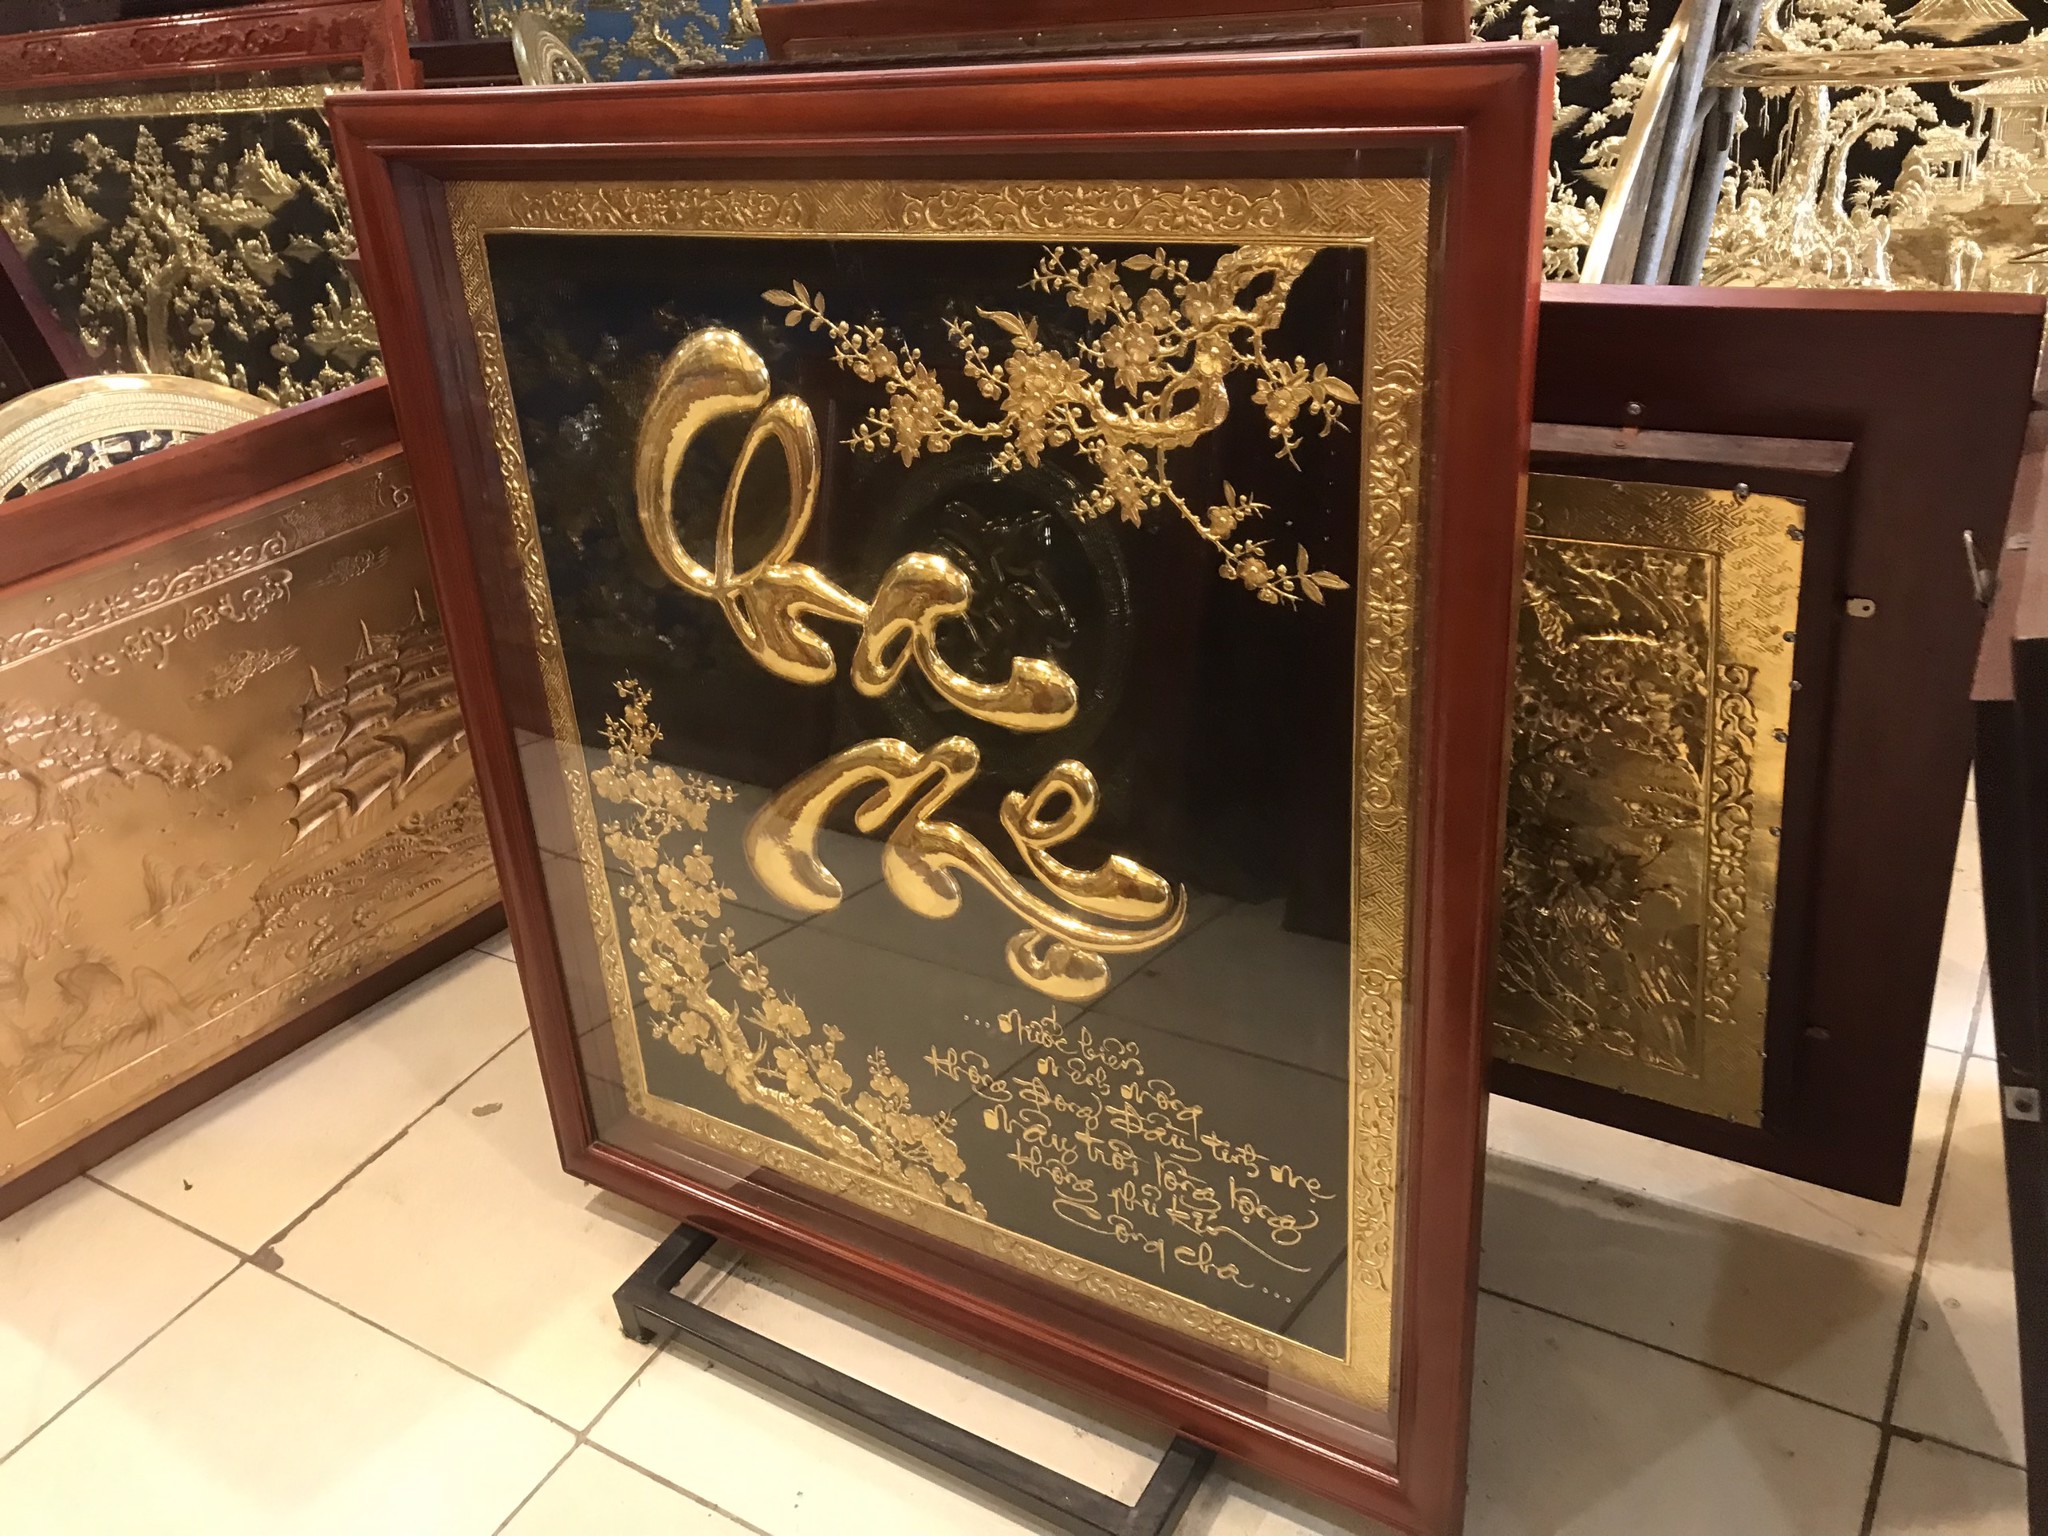 Cha
Mẹ
... Nước biển
mênh mông
không đong đầy tình mẹ
Mây trời lồng lộng
không phủ kín
Công cha ...